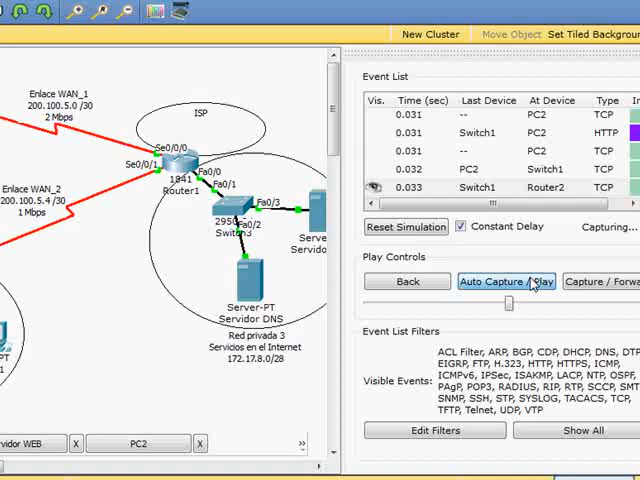 New Cluster
Move Object
Set Tiled Backgroun
Enlace WAN_1
200.100.5.0 /30
2 Mbps
ISP
Se0/0/0
Se0/0/1
1841
Router1
Fa0/0
Fa0/1
Enlace WAN_2
200.100.5.4 /30
1 Mbps
Fa0/3
2950-
Switch3
Fa0/2
Serve
Servido
Server-PT
Servidor DNS
Red privada 3
Servicios en el Internet
172.17.8.0/28
PT
1
rvidor WEB
X
PC2
X
Event List
Vis. Time (sec) Last Device At Device Type In
0.031 -- PC2 TCP
0.031 Switch1 PC2 HTTP
0.031 -- PC2 TCP
0.032 PC2 Switch1 TCP
0.033 Switch1 Router2 TCP
Reset Simulation
Constant Delay
Capturing...
Play Controls
Back
Auto Capture / Play
Capture / Forwa
Event List Filters
Visible Events:
ACL Filter, ARP, BGP, CDP, DHCP, DNS, DTP
EIGRP, FTP, H.323, HTTP, HTTPS, ICMP,
ICMPv6, IPSec, ISAKMP, LACP, NTP, OSPF,
PAgP, POP3, RADIUS, RIP, RTP, SCCP, SMT
SNMP, SSH, STP, SYSLOG, TACACS, TCP,
TFTP, Telnet, UDP, VTP
Edit Filters
Show All